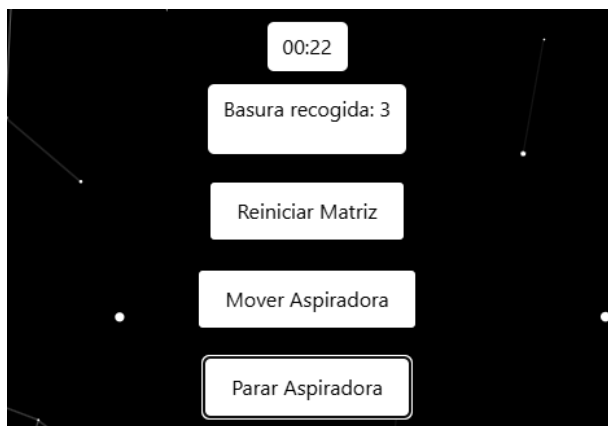 00:22
Basura recogida: 3
Reiniciar Matriz
Mover Aspiradora
Parar Aspiradora